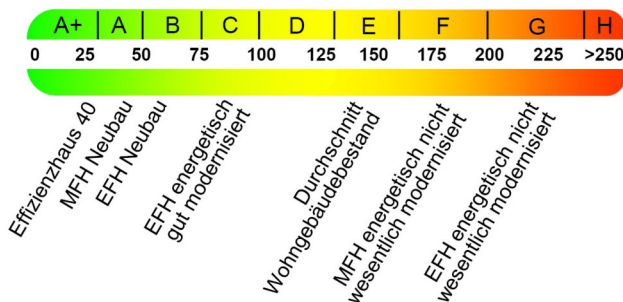 A+ A B C D E F G H
0 25 50 75 100 125 150 175 200 225 >250
Effizienzhaus 40
MFH Neubau
EFH Neubau
EFH energetisch
gut modernisiert
Durchschnitt
Wohngebäudebestand
MFH energetisch nicht
wesentlich modernisiert
EFH energetisch nicht
wesentlich modernisiert